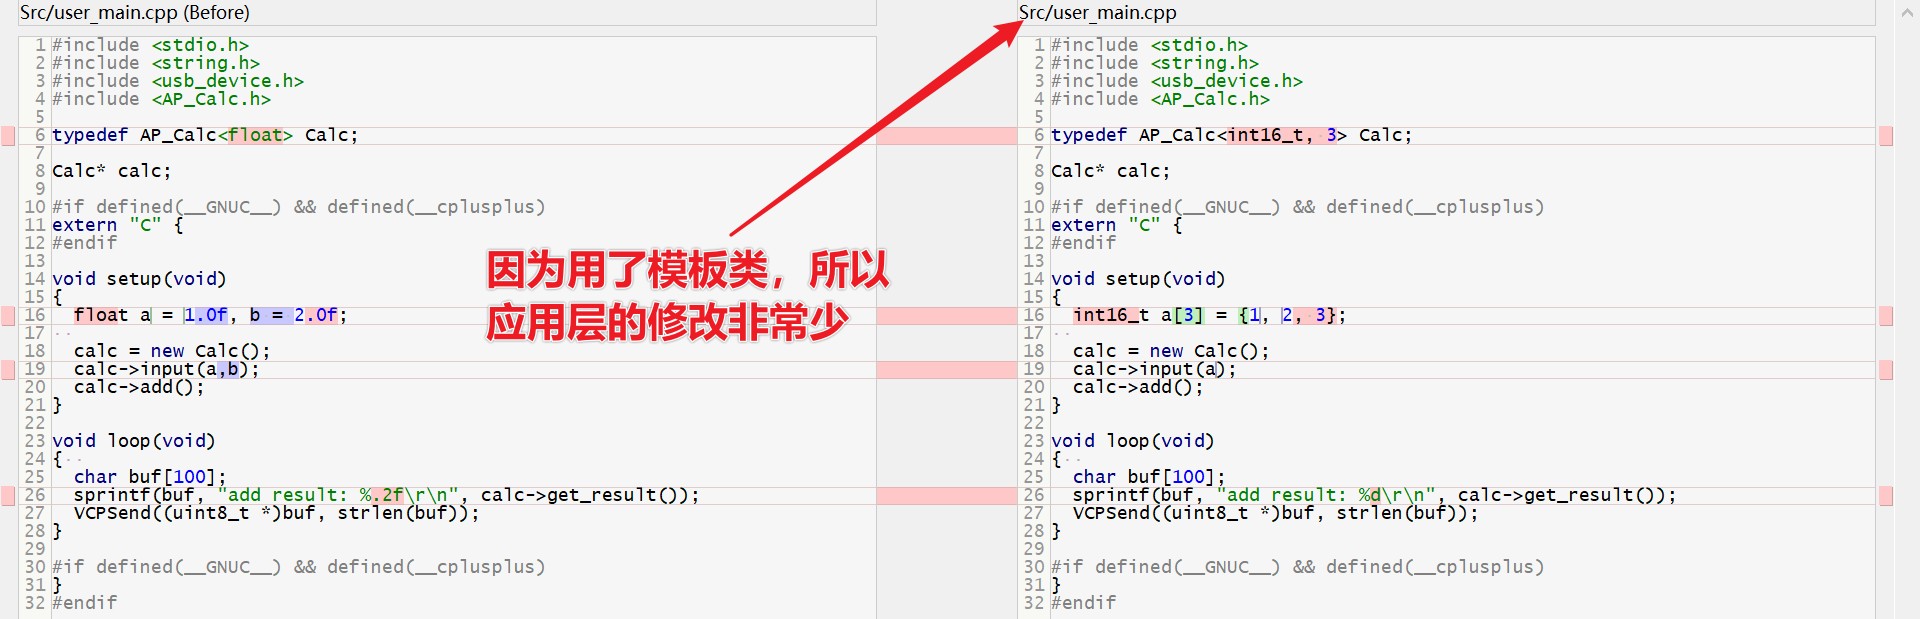 Src/user_main.cpp (Before)
1 #include <stdio.h>
2 #include <string.h>
3 #include <usb_device.h>
4 #include <AP_Calc.h>
5
6 typedef AP_Calc<float> Calc;
7
8 Calc* calc;
9
10 #if defined(__GNUC__) && defined(__cplusplus)
11 extern "C" {
12 #endif
13
14 void setup(void)
15 {
16   float a = 1.0f, b = 2.0f;
17
18   calc = new Calc();
19   calc->input(a,b);
20   calc->add();
21 }
22
23 void loop(void)
24 {
25   char buf[100];
26   sprintf(buf, "add result: %.2f\r\n", calc->get_result());
27   VCPSend((uint8_t *)buf, strlen(buf));
28 }
29
30 #if defined(__GNUC__) && defined(__cplusplus)
31 }
32 #endif
因为用了模板类，所以
应用层的修改非常少
Src/user_main.cpp
1 #include <stdio.h>
2 #include <string.h>
3 #include <usb_device.h>
4 #include <AP_Calc.h>
5
6 typedef AP_Calc<int16_t, 3> Calc;
7
8 Calc* calc;
9
10 #if defined(__GNUC__) && defined(__cplusplus)
11 extern "C" {
12 #endif
13
14 void setup(void)
15 {
16   int16_t a[3] = {1, 2, 3};
17
18   calc = new Calc();
19   calc->input(a);
20   calc->add();
21 }
22
23 void loop(void)
24 {
25   char buf[100];
26   sprintf(buf, "add result: %d\r\n", calc->get_result());
27   VCPSend((uint8_t *)buf, strlen(buf));
28 }
29
30 #if defined(__GNUC__) && defined(__cplusplus)
31 }
32 #endif